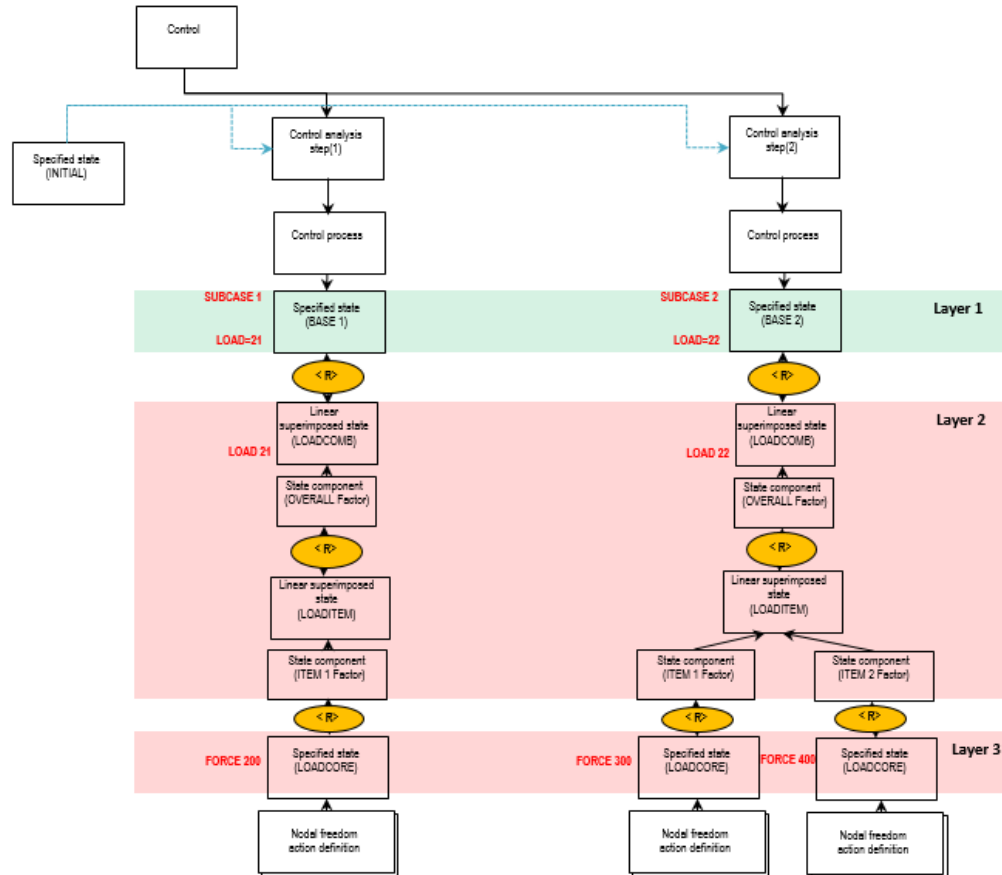 Control
Specified state
(INITIAL)
Control analysis
step(1)
Control analysis
step(2)
Control process
Control process
SUBCASE 1
LOAD=21
Specified state
(BASE 1)
SUBCASE 2
LOAD=22
Specified state
(BASE 2)
Layer 1
< R>
< R>
Layer 2
Linear
superimposed state
(LOADCOMB)
LOAD 21
Linear
superimposed state
(LOADCOMB)
LOAD 22
State component
(OVERALL Factor)
State component
(OVERALL Factor)
< R>
< R>
Linear superimposed
state
(LOADITEM)
Linear superimposed
state
(LOADITEM)
State component
(ITEM 1 Factor)
State component
(ITEM 1 Factor)
State component
(ITEM 2 Factor)
< R>
< R>
< R>
FORCE 200
Specified state
(LOADCORE)
FORCE 300
Specified state
(LOADCORE)
FORCE 400
Specified state
(LOADCORE)
Layer 3
Nodal freedom
action definition
Nodal freedom
action definition
Nodal freedom
action definition